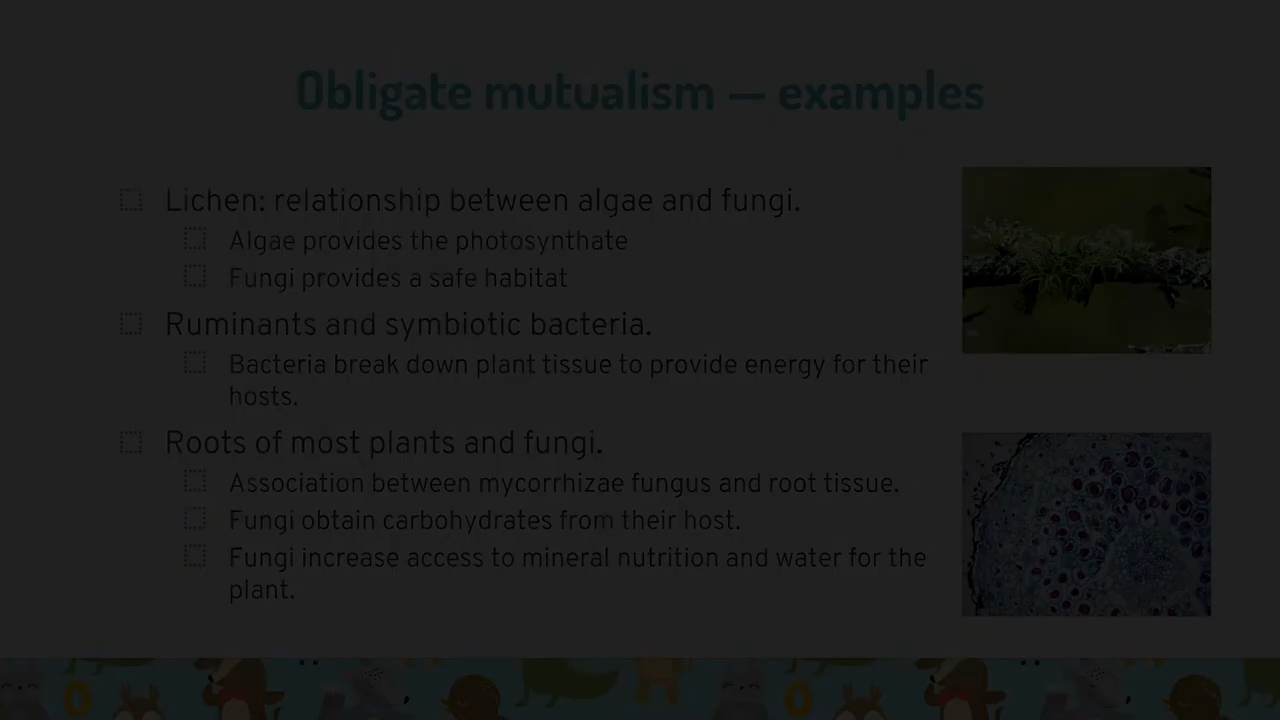 Obligate mutualism — examples
Lichen: relationship between algae and fungi.
Algae provides the photosynthate
Fungi provides a safe habitat
Ruminants and symbiotic bacteria.
Bacteria break down plant tissue to provide energy for their
hosts.
Roots of most plants and fungi.
Association between mycorrhizae fungus and root tissue.
Fungi obtain carbohydrates from their host.
Fungi increase access to mineral nutrition and water for the
plant.